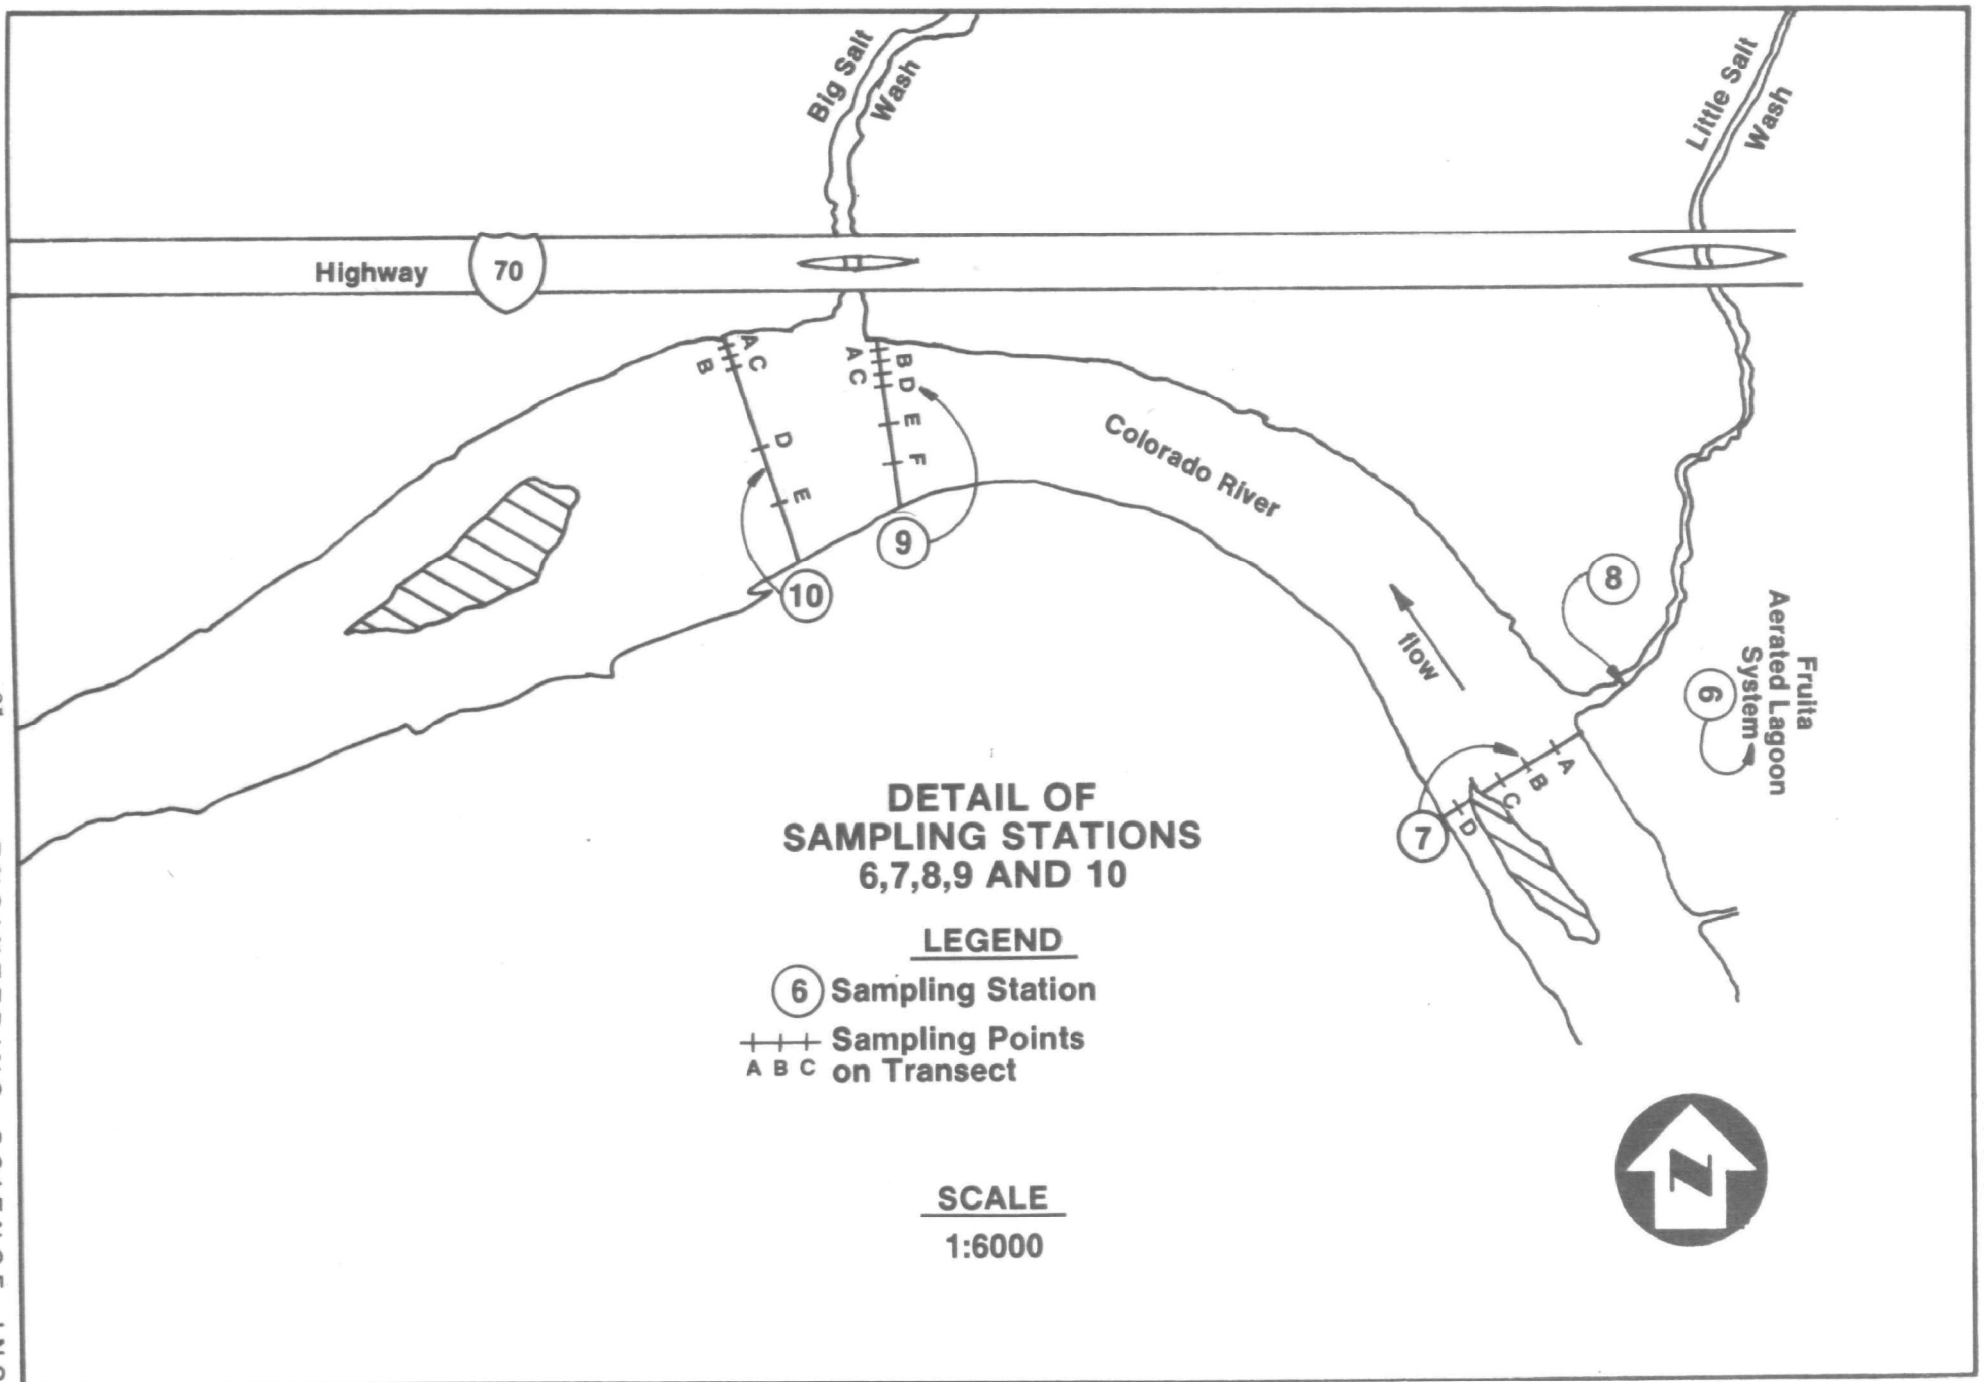 Big Salt
Wash
Little Salt
Wash
Highway
70
A
C
B
D
E
B
A
D
C
E
F
9
10
Colorado River
flow
8
Fruita
Aerated Lagoon
System
6
A
B
C
D
7
DETAIL OF
SAMPLING STATIONS
6,7,8,9 AND 10
LEGEND
6 Sampling Station
Sampling Points
A B C on Transect
SCALE
1:6000
N